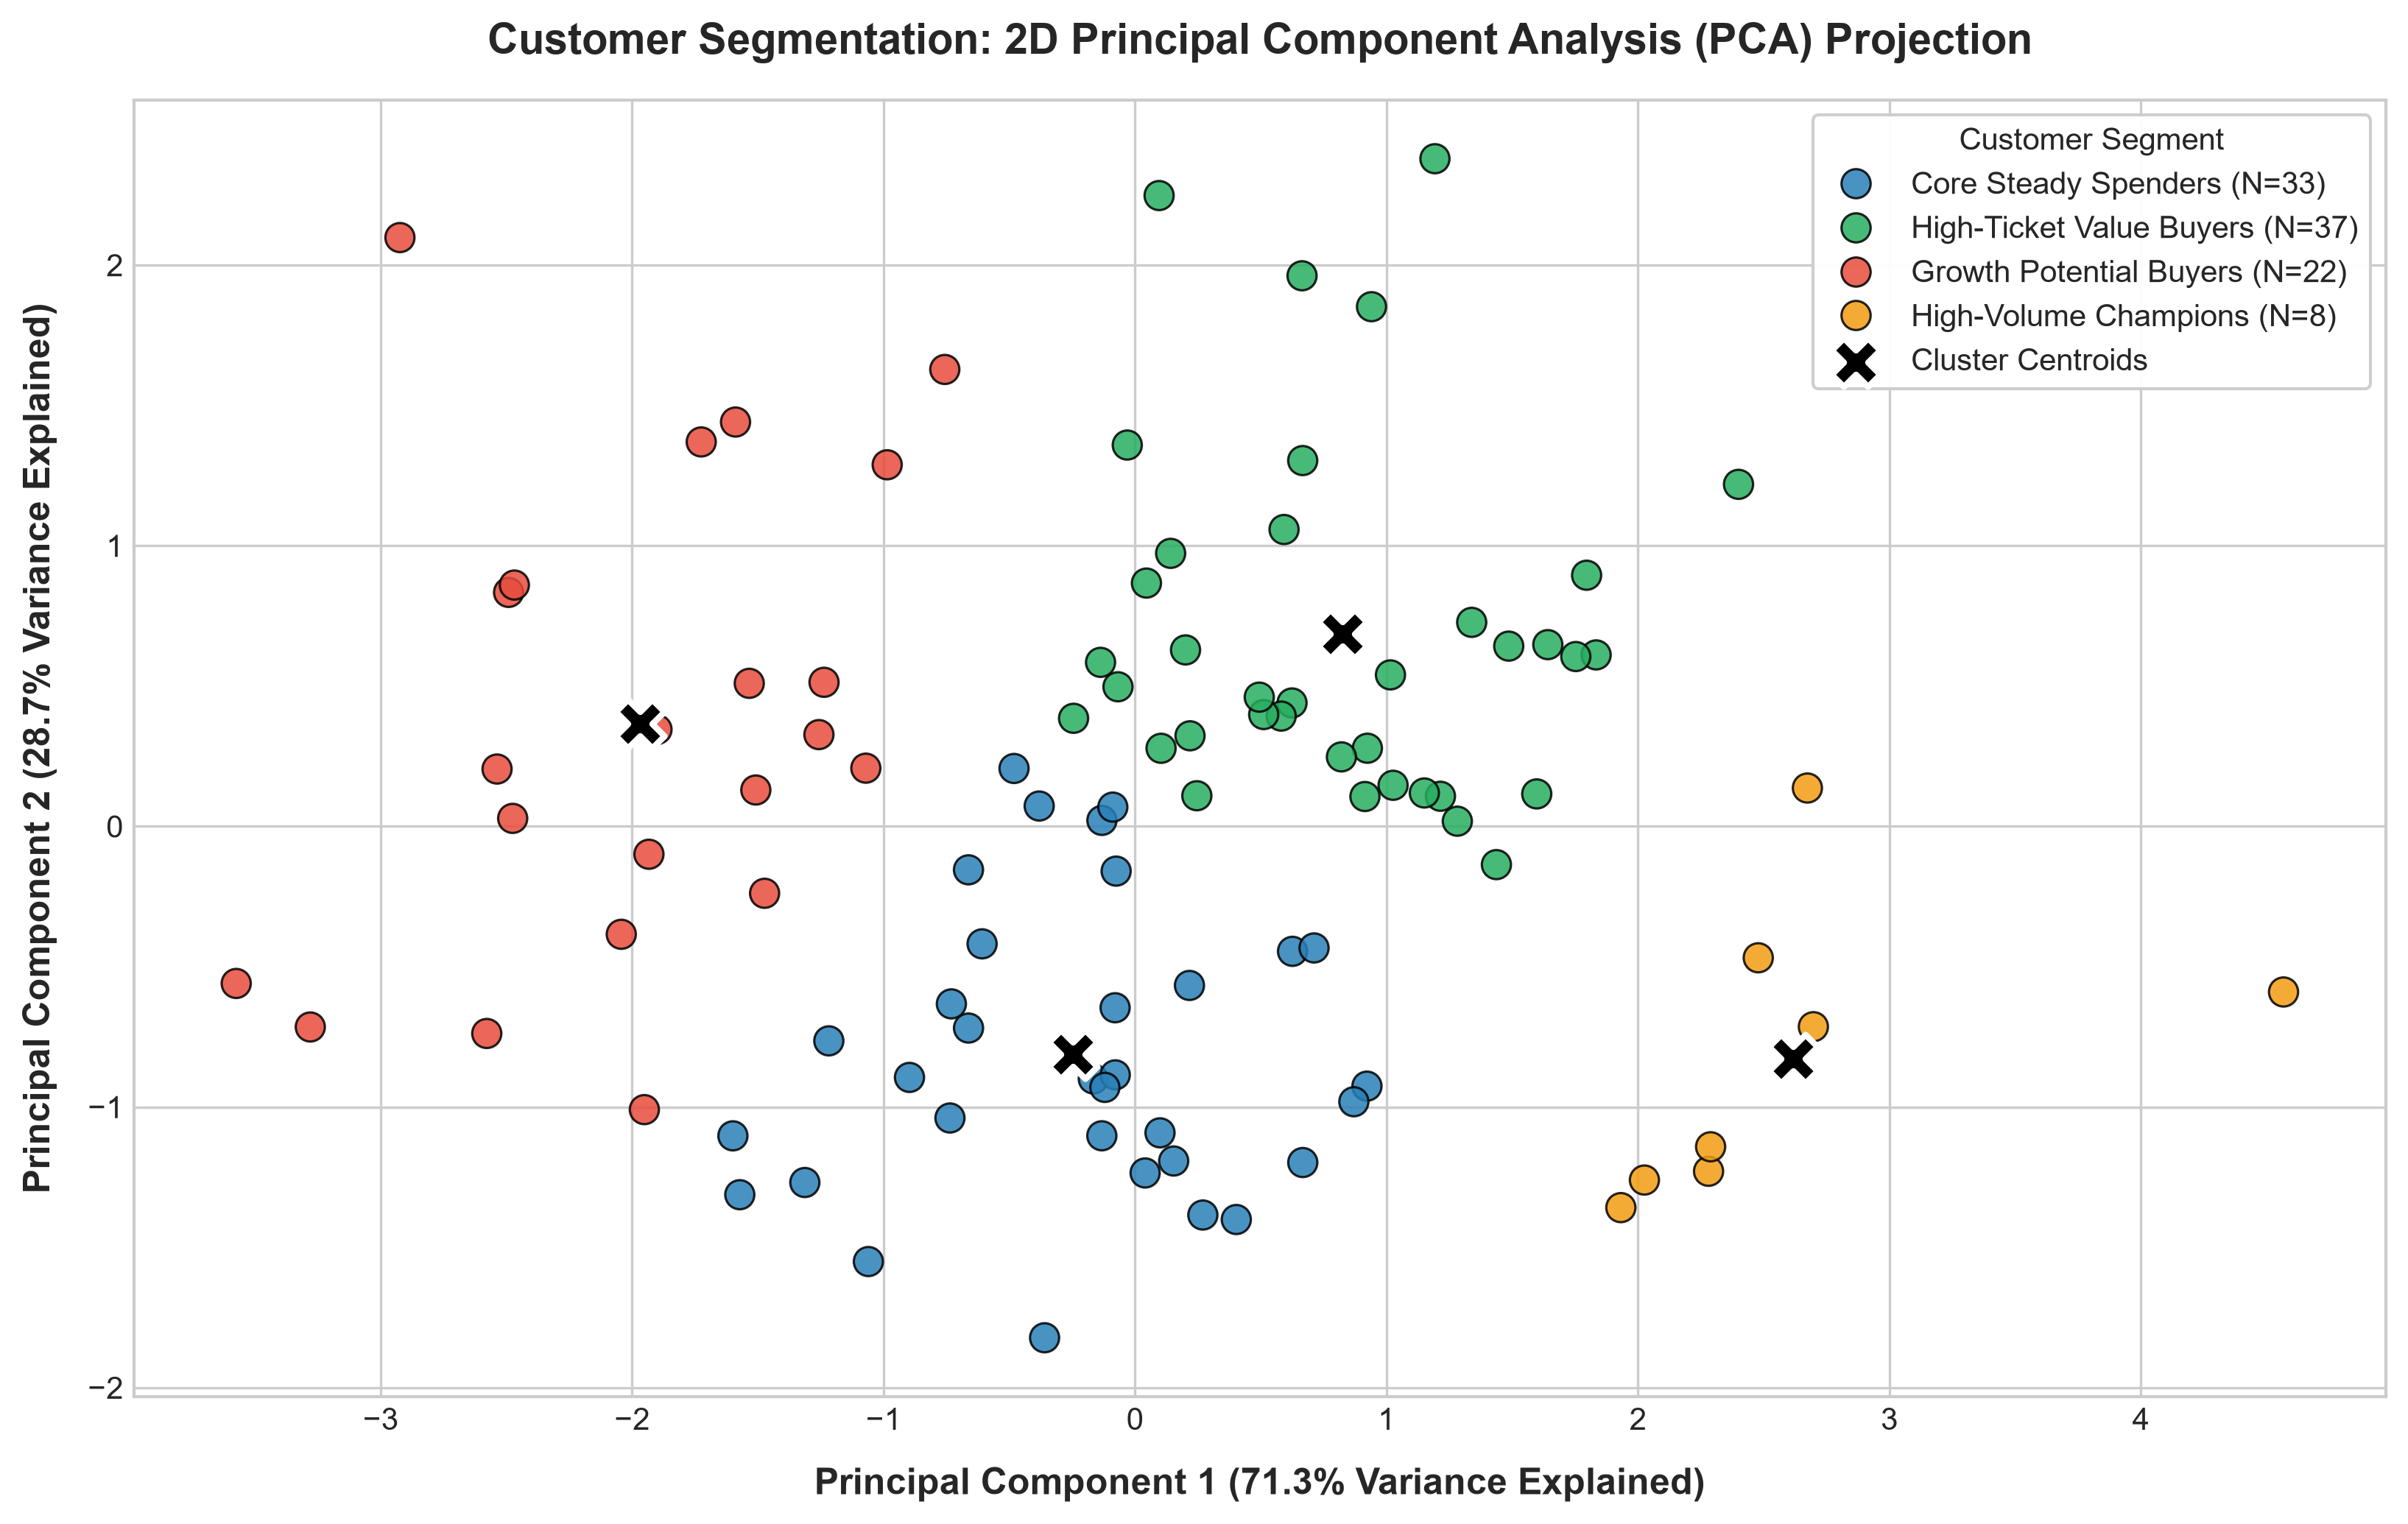 Customer Segmentation: 2D Principal Component Analysis (PCA) Projection
Customer Segment
Core Steady Spenders (N=33)
High-Ticket Value Buyers (N=37)
Growth Potential Buyers (N=22)
High-Volume Champions (N=8)
Cluster Centroids
Principal Component 2 (28.7% Variance Explained)
2
1
0
−1
−2
−3
−2
−1
0
1
2
3
4
Principal Component 1 (71.3% Variance Explained)